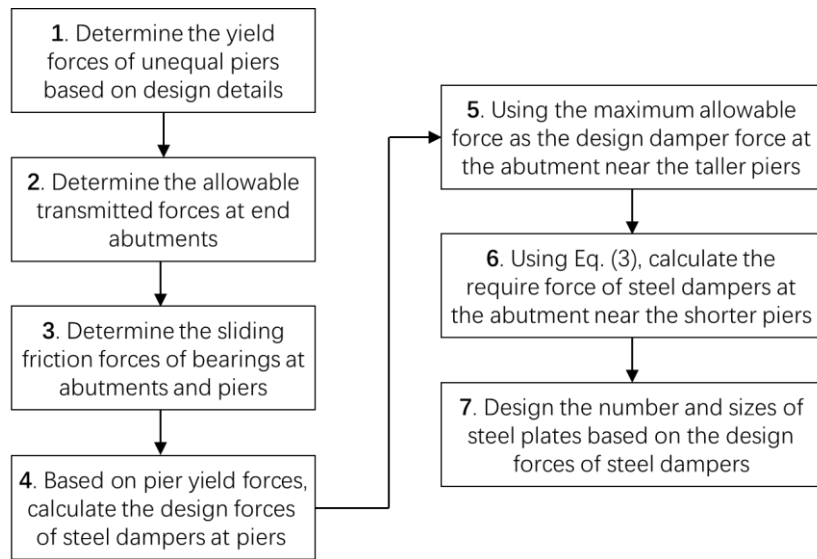 1. Determine the yield
forces of unequal piers
based on design details
2. Determine the allowable
transmitted forces at end
abutments
3. Determine the sliding
friction forces of bearings at
abutments and piers
4. Based on pier yield forces,
calculate the design forces
of steel dampers at piers
5. Using the maximum allowable
force as the design damper force at
the abutment near the taller piers
6. Using Eq. (3), calculate the
require force of steel dampers at
the abutment near the shorter piers
7. Design the number and sizes of
steel plates based on the design
forces of steel dampers